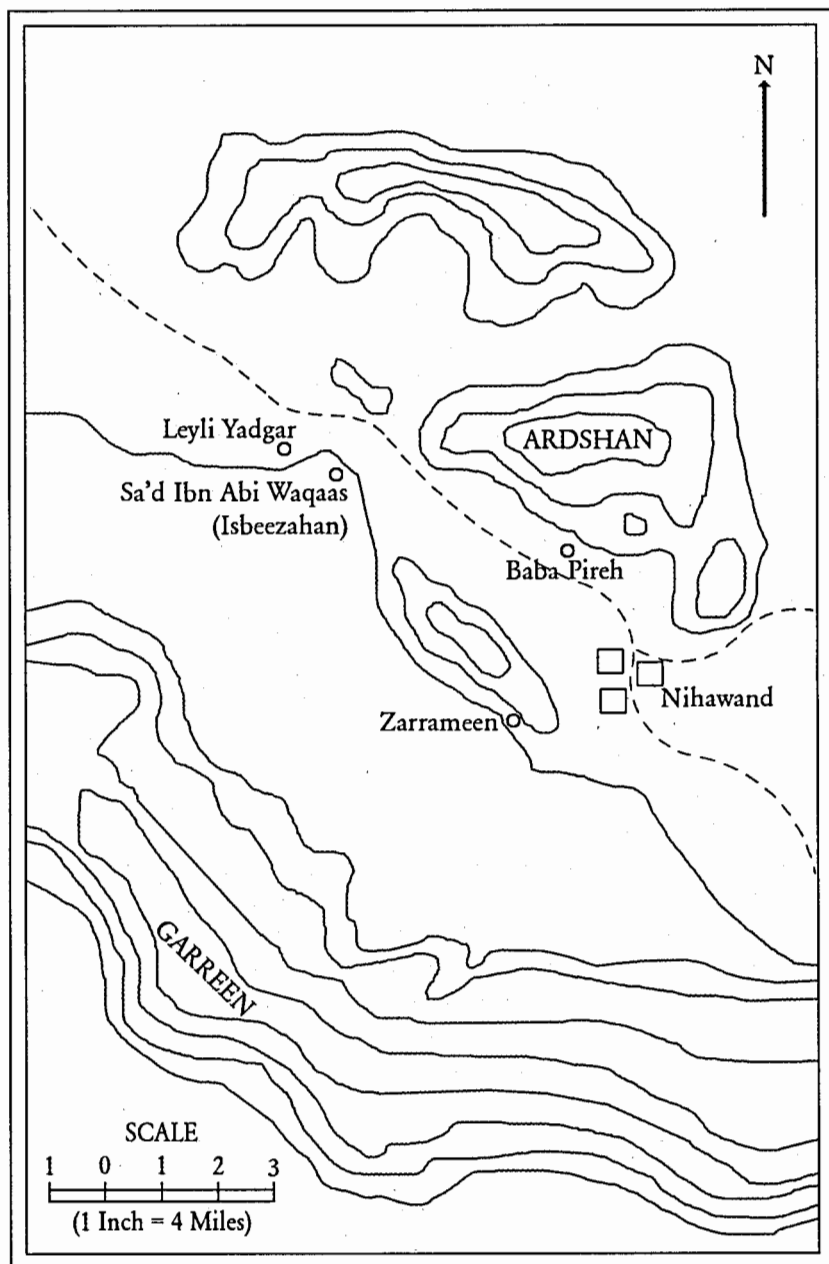 N
Leyli Yadgar
ARDSHAN
Sa'd Ibn Abi Waqaas
(Isbeezahan)
Baba Pireh
Nihawand
Zarrameen
GARREEN
SCALE
1 0 1 2 3
(1 Inch = 4 Miles)